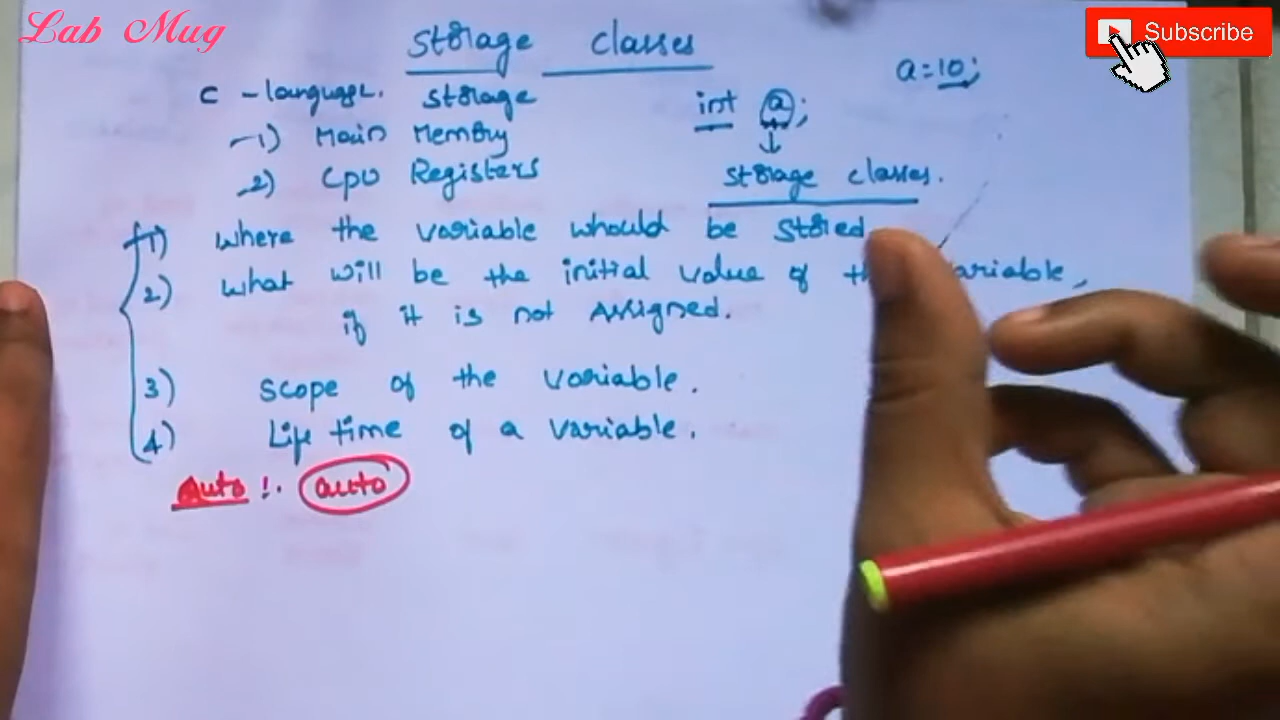 Lab Mug
Subscribe
Storage classes
a=10;
C - language. Storage
int a;
1) Main Memory
2) CPU Registers
storage classes.
1) where the variable whould be stored
2) what will be the initial value of variable,
if it is not Assigned.
3) scope of the variable.
4) Life time of a variable.
Auto :. auto